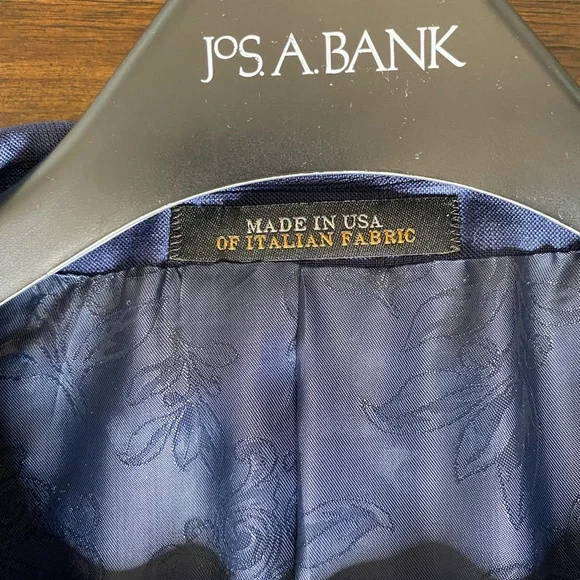 JOS. A. BANK
MADE IN USA
OF ITALIAN FABRIC